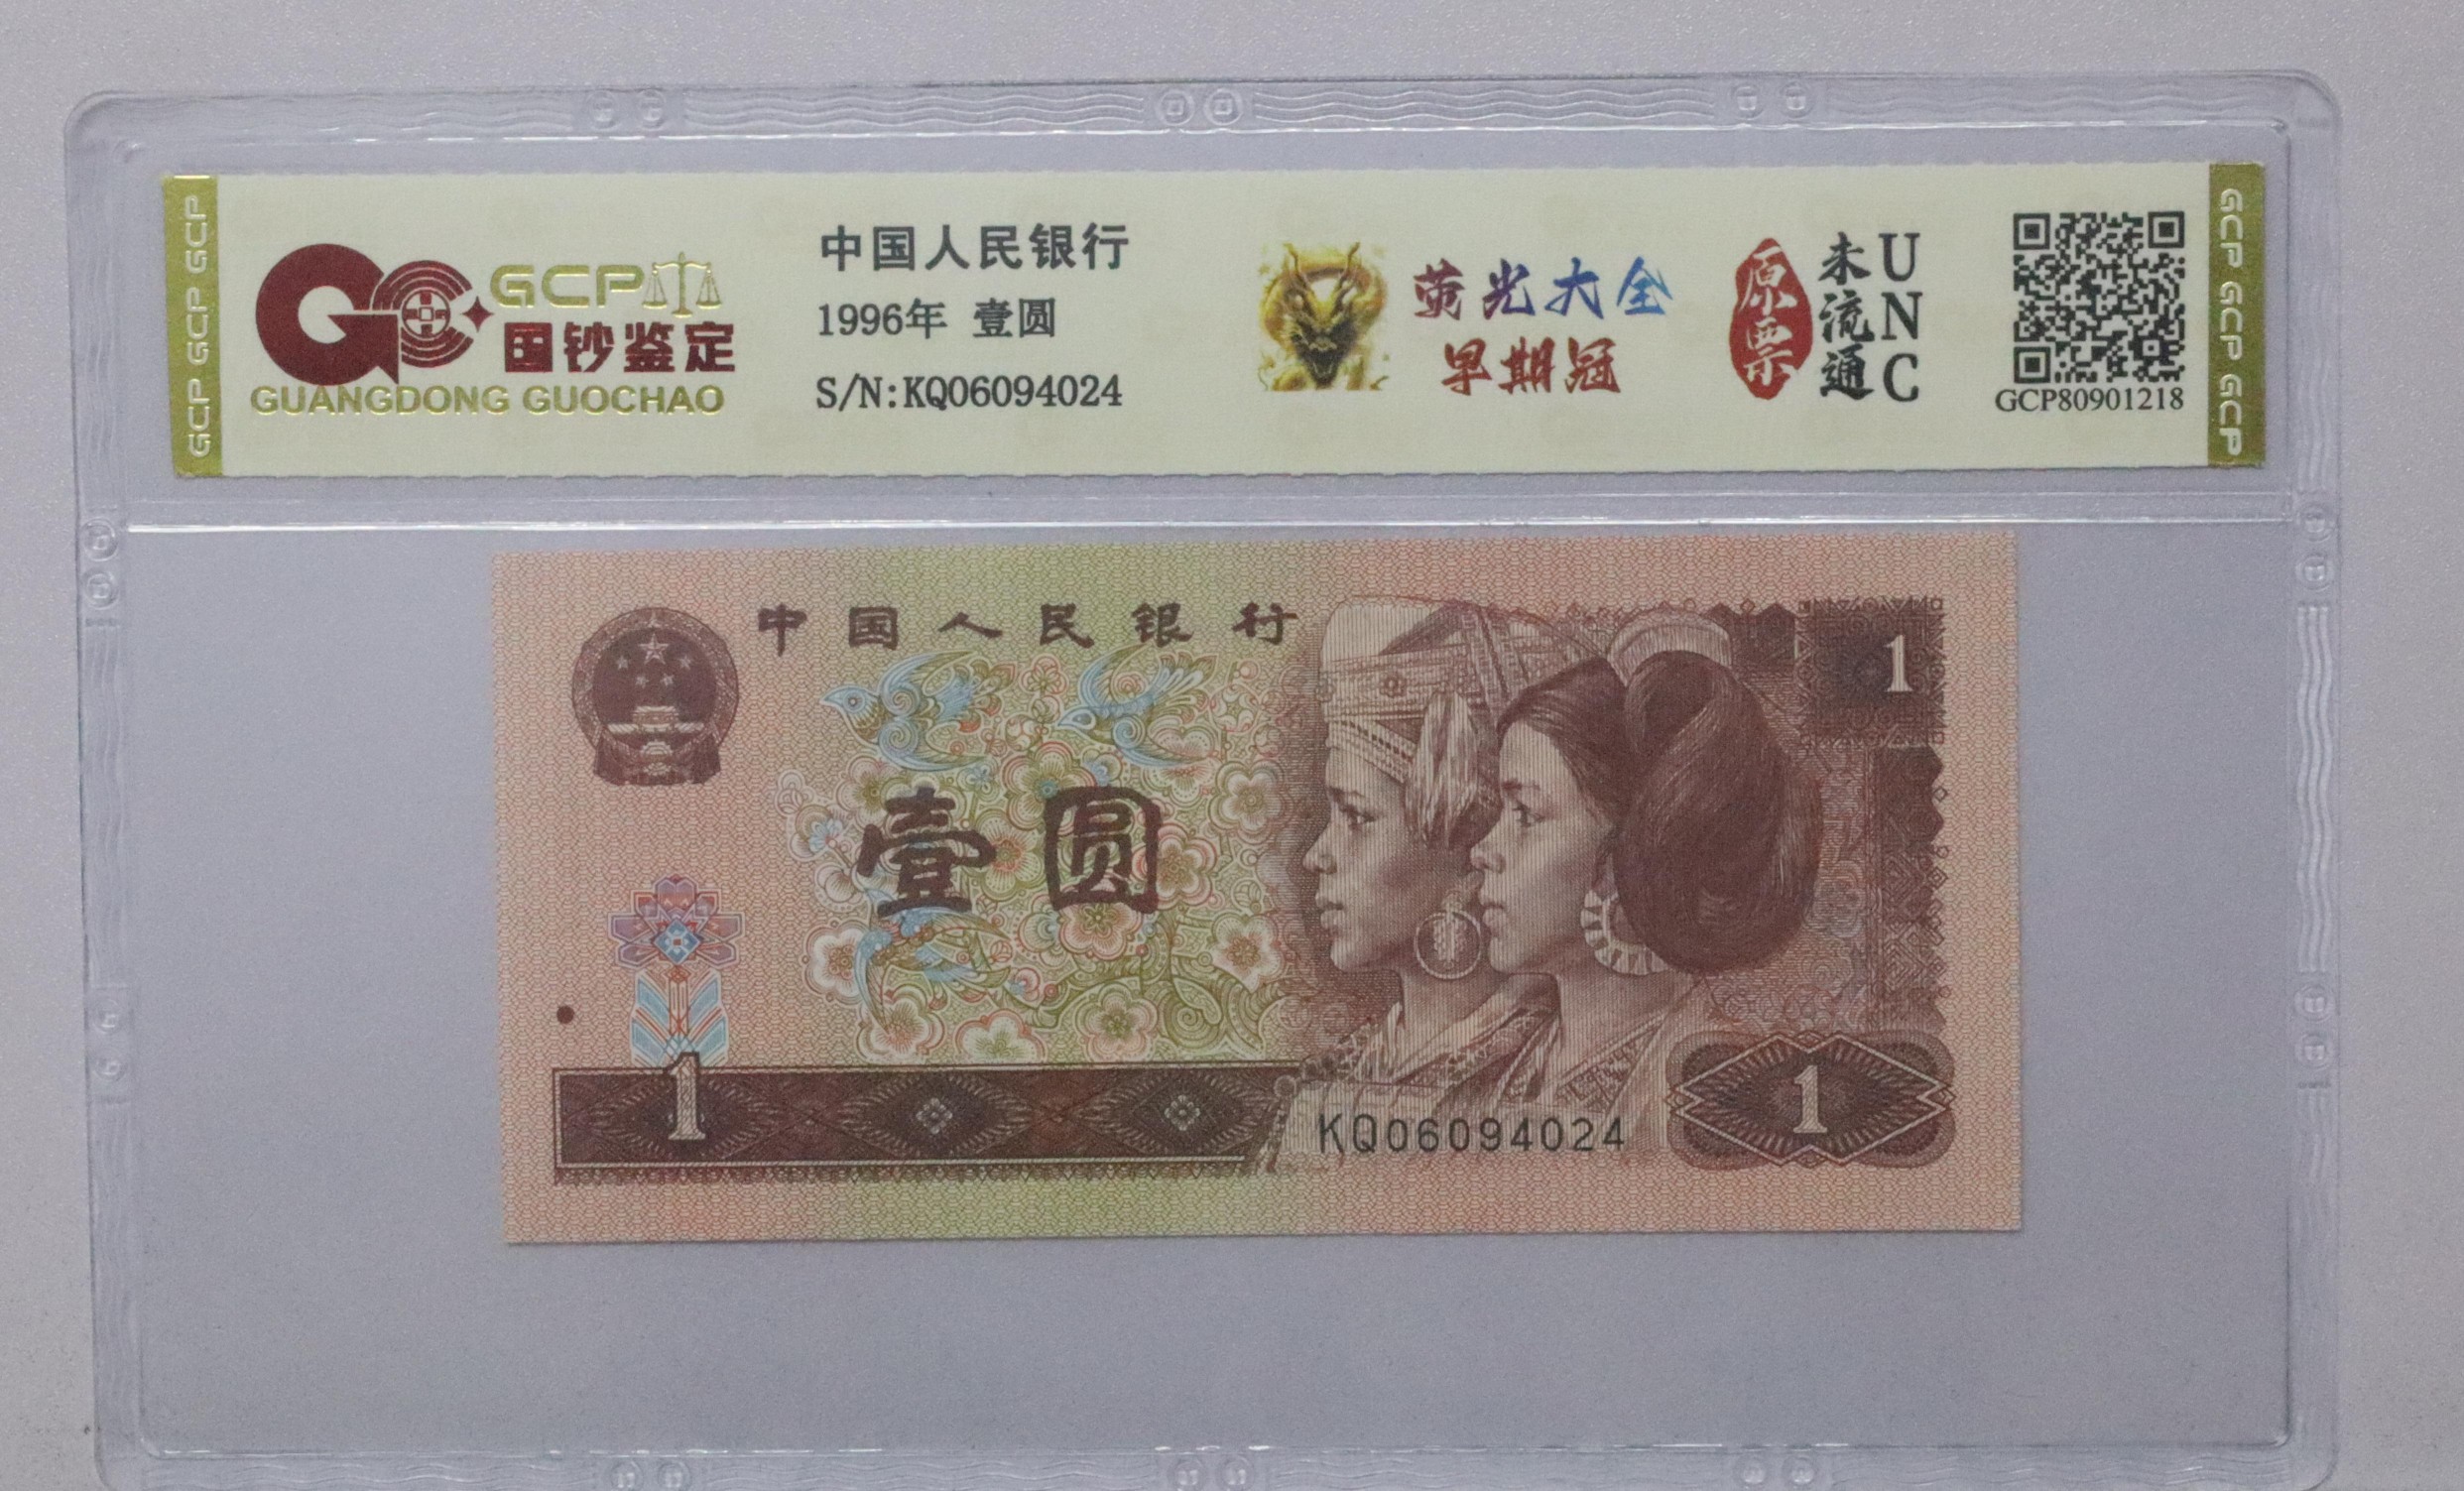 GCP GCP GCP GCP
GCP
国钞鉴定
GUANGDONG GUOCHAO
中国人民银行
1996年 壹圆
S/N:KQ06094024
荧光大全
早期冠
原票
未流通
UNC
GCP80901218
GCP GCP GCP GCP
中国人民银行
1
壹圆
1
KQ06094024
1